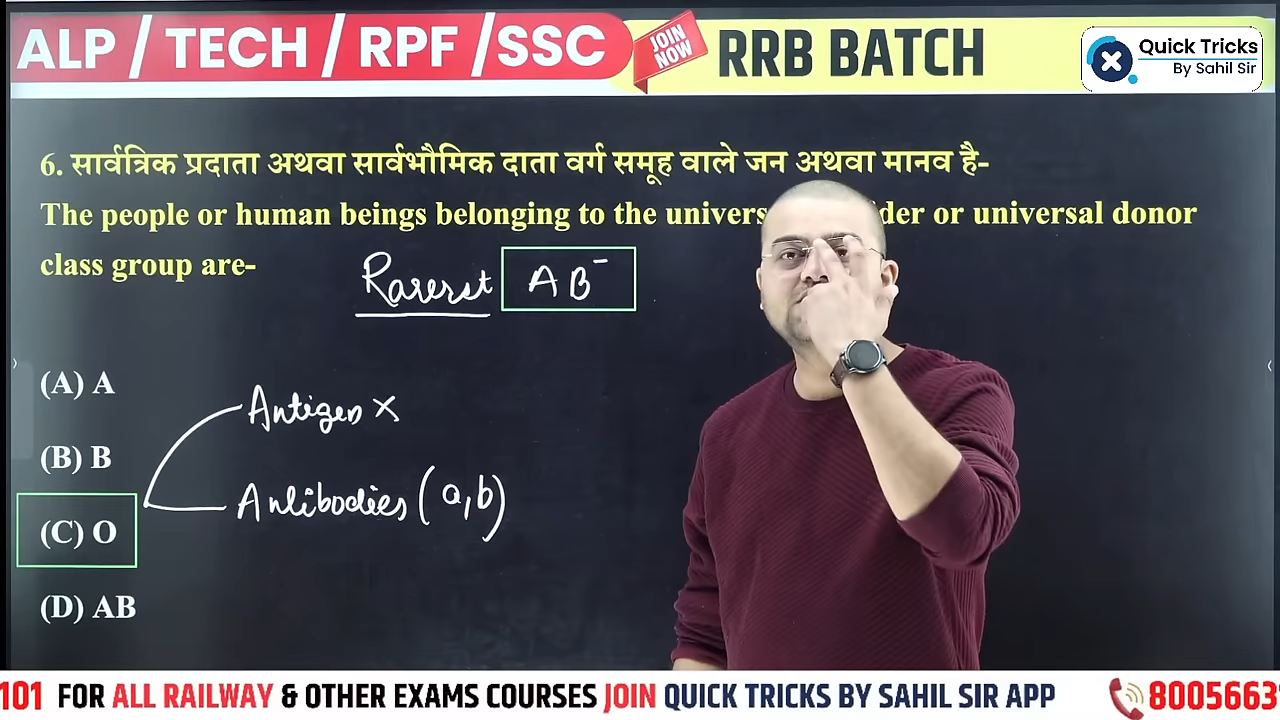 ALP / TECH / RPF / SSC
JOIN NOW
RRB BATCH
Quick Tricks
By Sahil Sir
6. सार्वत्रिक प्रदाता अथवा सार्वभौमिक दाता वर्ग समूह वाले जन अथवा मानव है-
The people or human beings belonging to the univers der or universal donor
class group are-
Rarerst AB⁻
(A) A
Antigen ×
(B) B
Antibodies (a,b)
(C) O
(D) AB
101 FOR ALL RAILWAY & OTHER EXAMS COURSES JOIN QUICK TRICKS BY SAHIL SIR APP 8005663